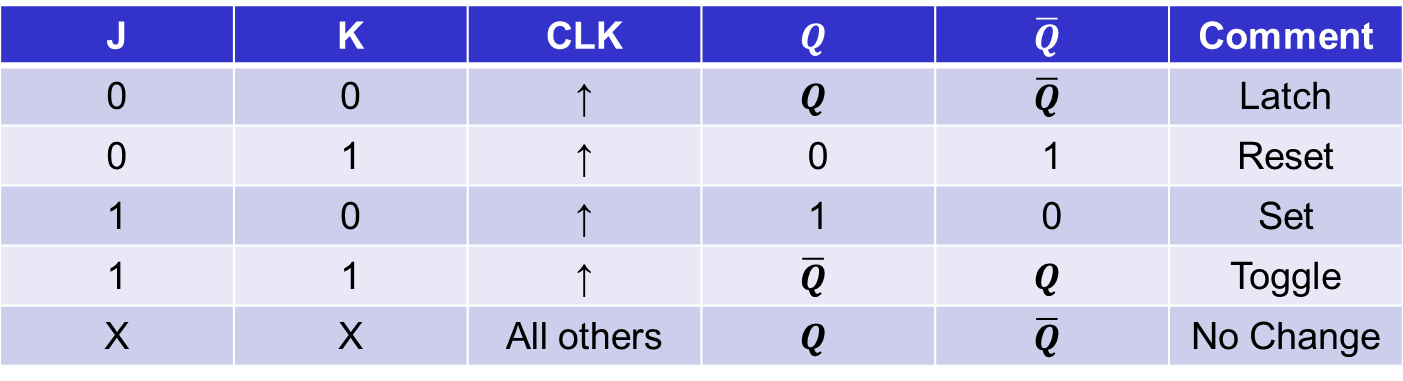 J K CLK Q Q̅ Comment
0 0 ↑ Q Q̅ Latch
0 1 ↑ 0 1 Reset
1 0 ↑ 1 0 Set
1 1 ↑ Q̅ Q Toggle
X X All others Q Q̅ No Change